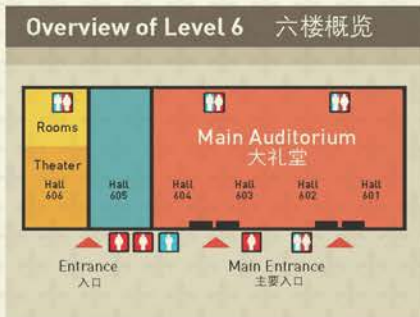 Overview of Level 6 六楼概览
Rooms
Theater
Hall
606
Hall
605
Main Auditorium
大礼堂
Hall
604
Hall
603
Hall
602
Hall
601
Entrance
入口
Main Entrance
主要入口